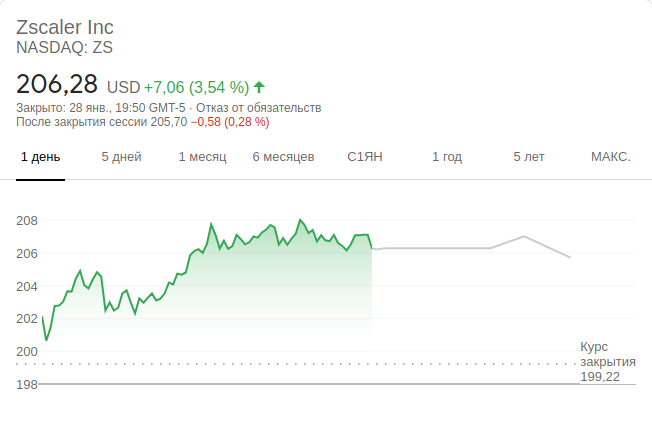 Zscaler Inc
NASDAQ: ZS
206,28 USD +7,06 (3,54 %)
Закрыто: 28 янв., 19:50 GMT-5 · Отказ от обязательств
После закрытия сессии 205,70 −0,58 (0,28 %)
1 день 5 дней 1 месяц 6 месяцев С1ЯН 1 год 5 лет МАКС.
208
206
204
202
200
Курс
закрытия
199,22
198